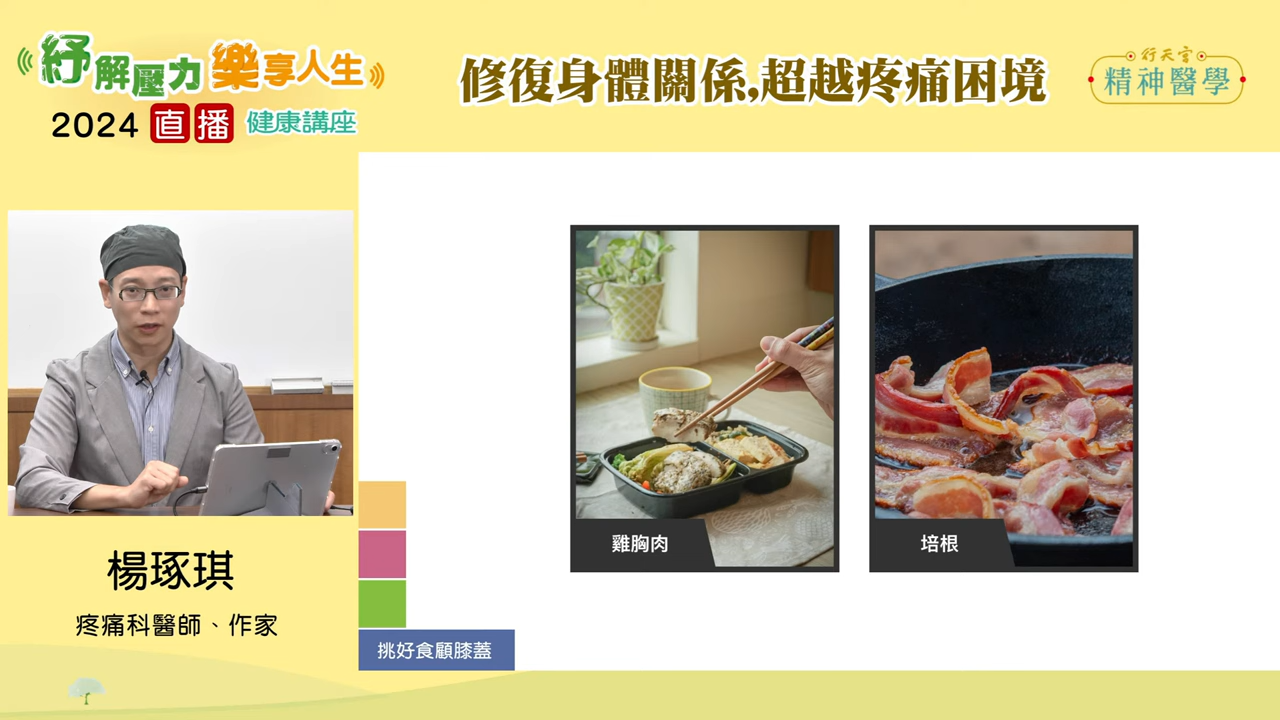 紓解壓力 樂享人生
2024 直播 健康講座
修復身體關係,超越疼痛困境
行天宮
精神醫學
雞胸肉
培根
楊琢琪
疼痛科醫師、作家
挑好食顧膝蓋